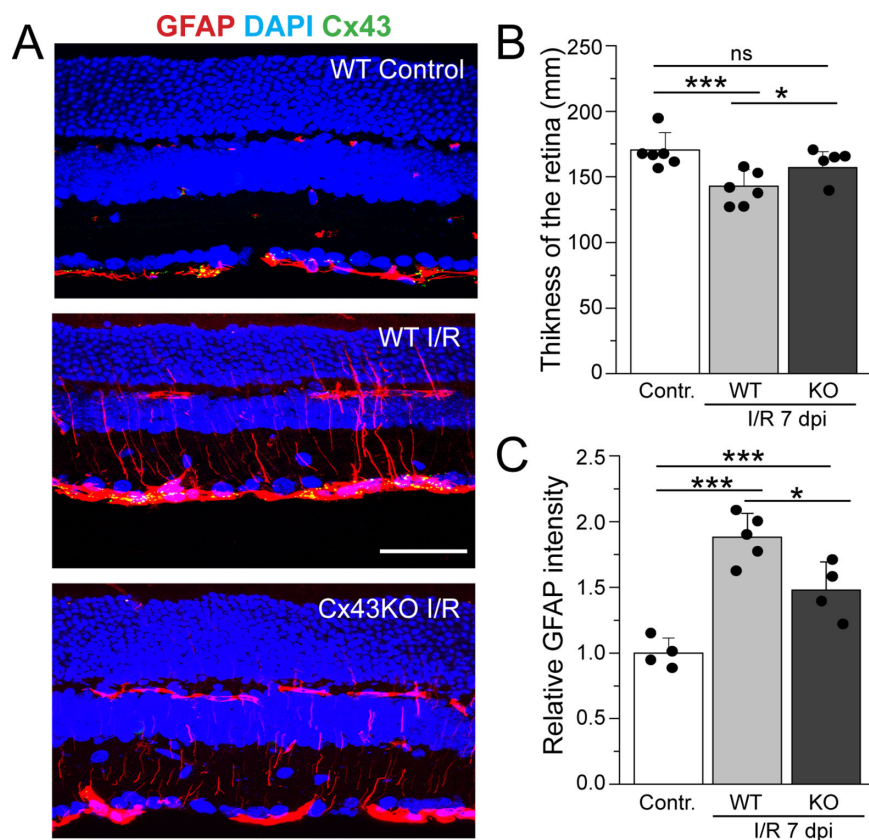 A
GFAP DAPI Cx43
WT Control
WT I/R
Cx43KO I/R
B
Thikness of the retina (mm)
250
200
150
100
50
0
ns
***
*
Contr.
WT
KO
I/R 7 dpi
C
Relative GFAP intensity
2.5
2.0
1.5
1.0
0.5
0.0
***
***
*
Contr.
WT
KO
I/R 7 dpi